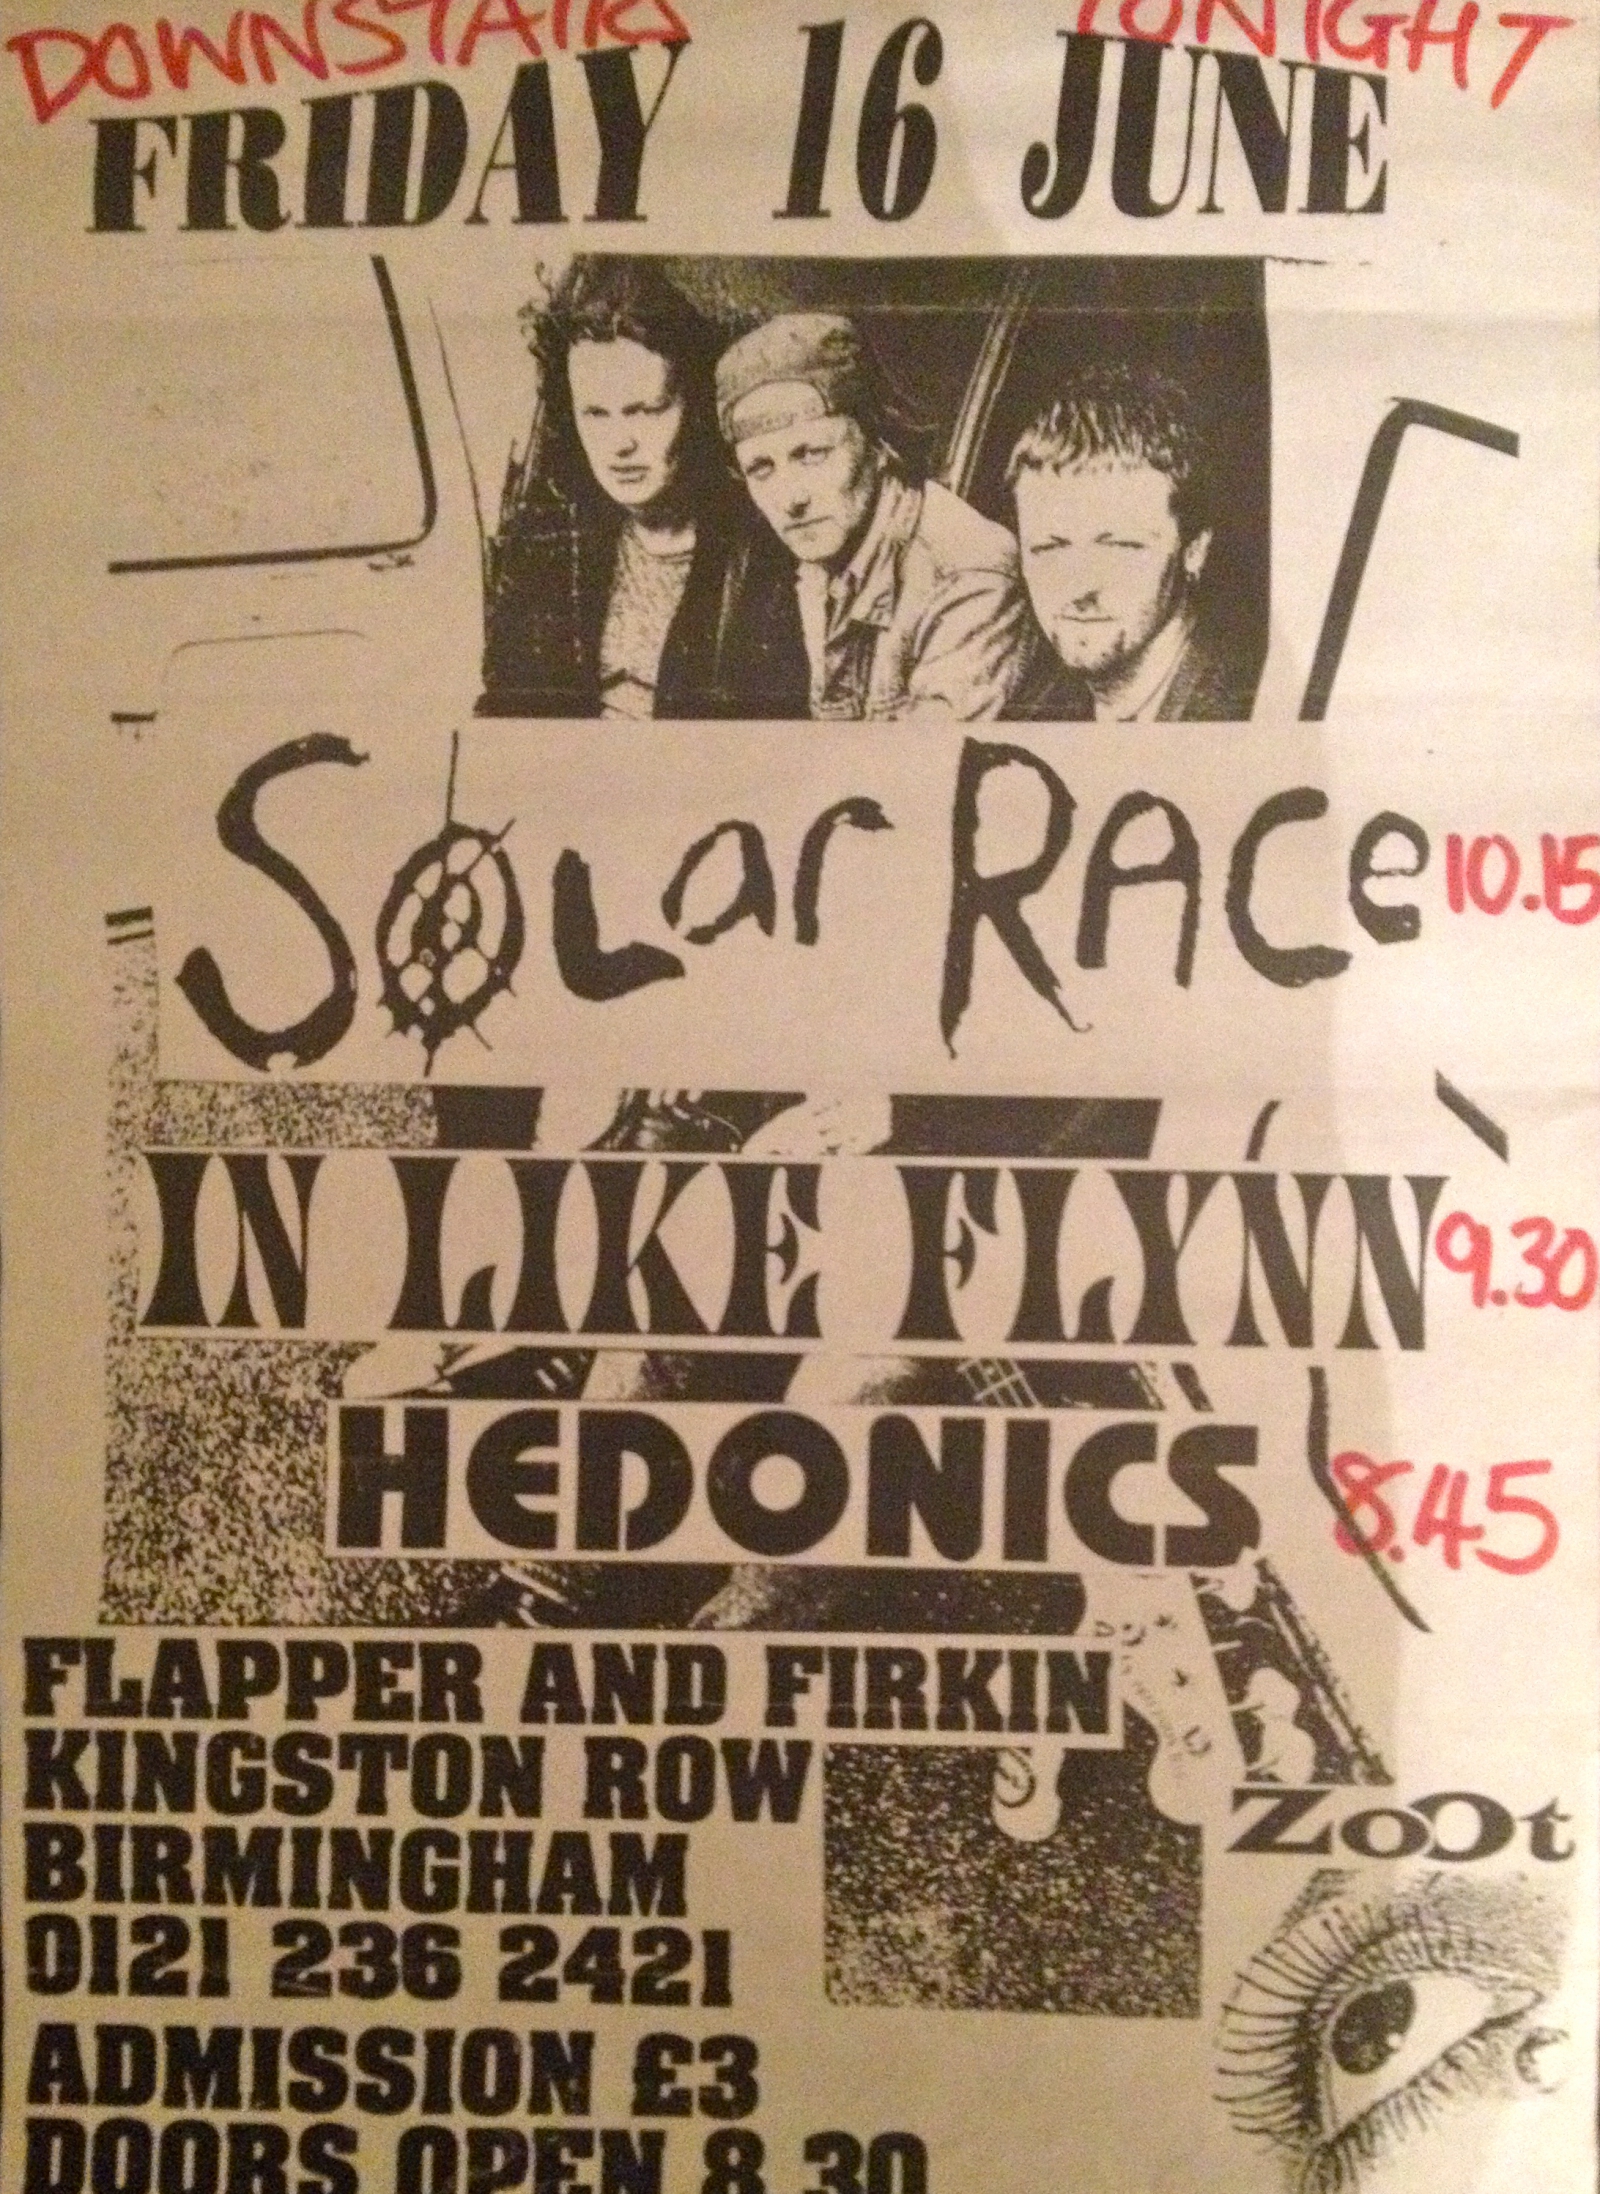 DOWNSTAIRS TONIGHT
FRIDAY 16 JUNE
SOLAR RACE 10.15
IN LIKE FLYNN 9.30
HEDONICS 8.45
FLAPPER AND FIRKIN
KINGSTON ROW
BIRMINGHAM
0121 236 2421
ADMISSION £3
DOORS OPEN 8.30
ZoOt